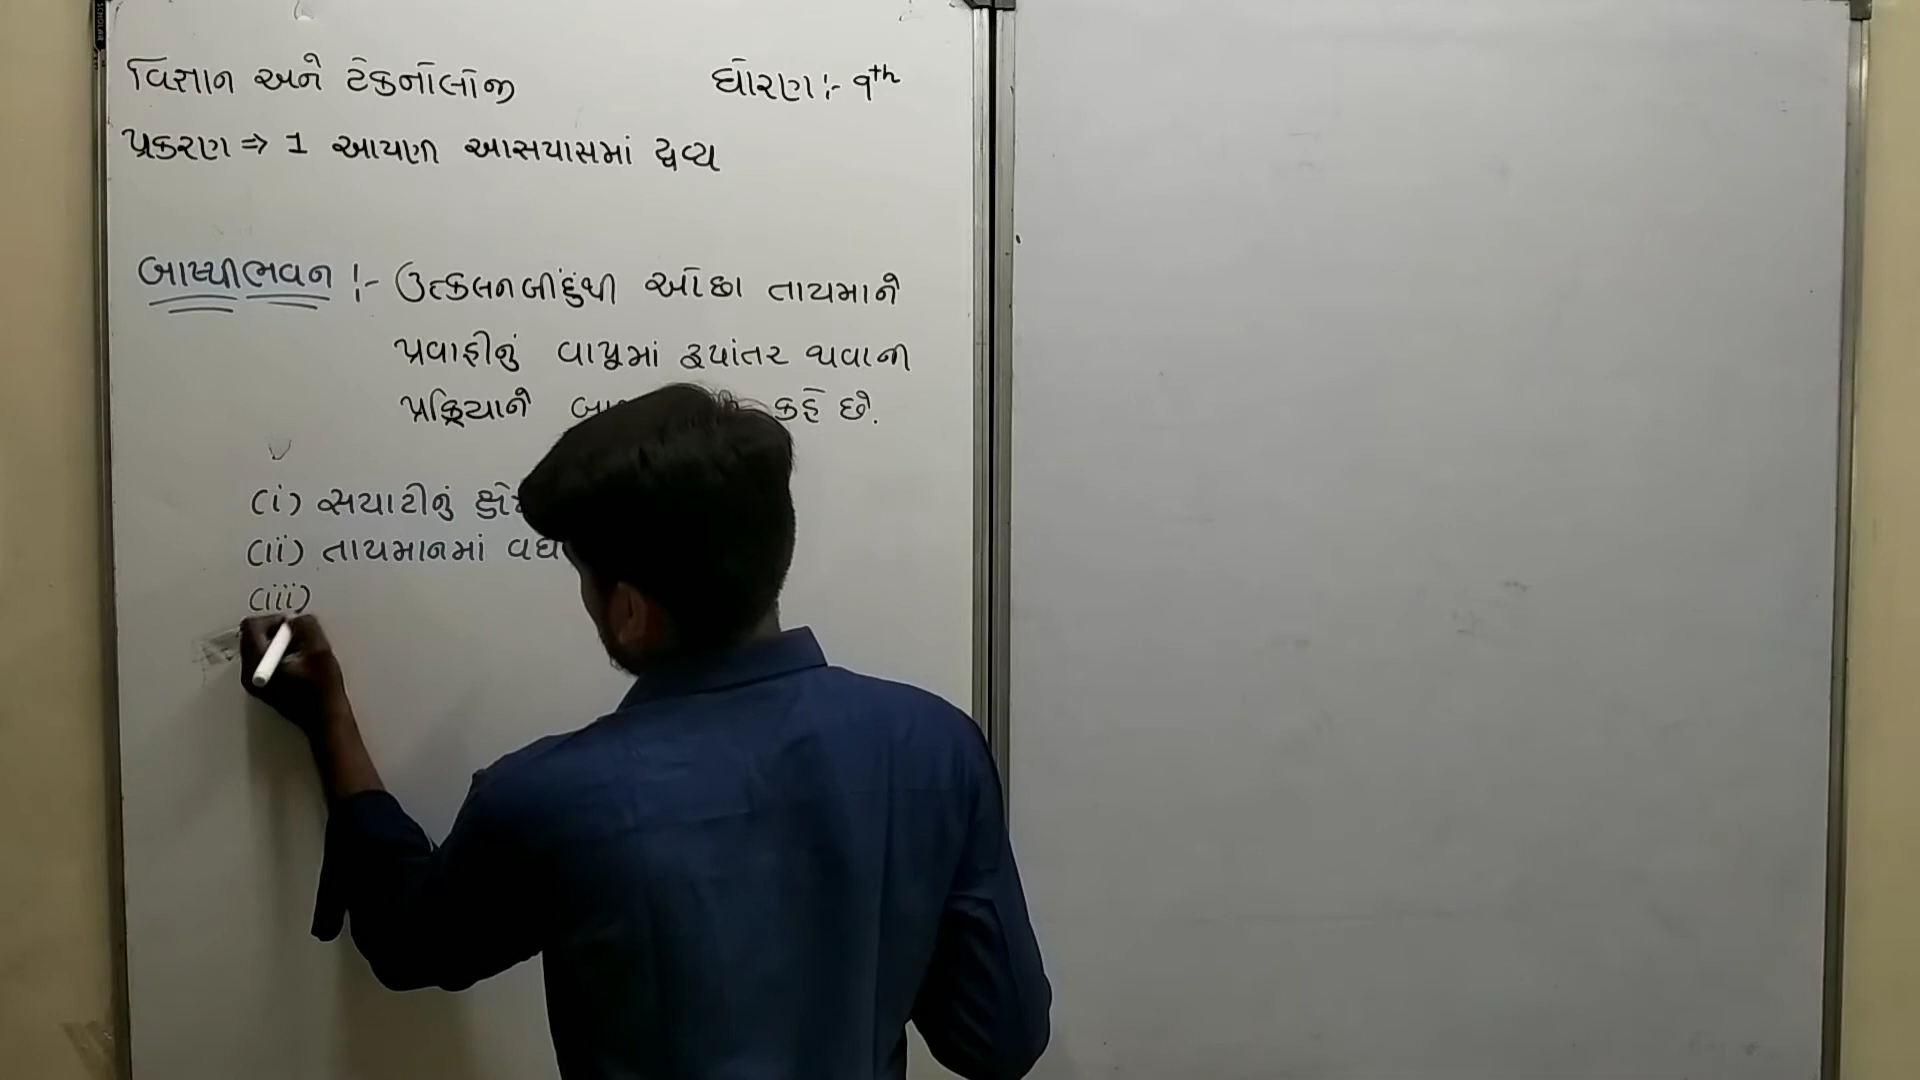 વિજ્ઞાન અને ટેકનોલોજી ધોરણ :- 9th
પ્રકરણ ⇒ 1 આપણી આસપાસમાં દ્રવ્ય
બાષ્પીભવન :- ઉત્કલનબીંદુંથી ઓછા તાપમાને
પ્રવાહીનું વાયુમાં રૂપાંતર થવાની
પ્રક્રિયાને કહે છે.
(i) સપાટીનું
(ii) તાપમાનમાં
(iii)